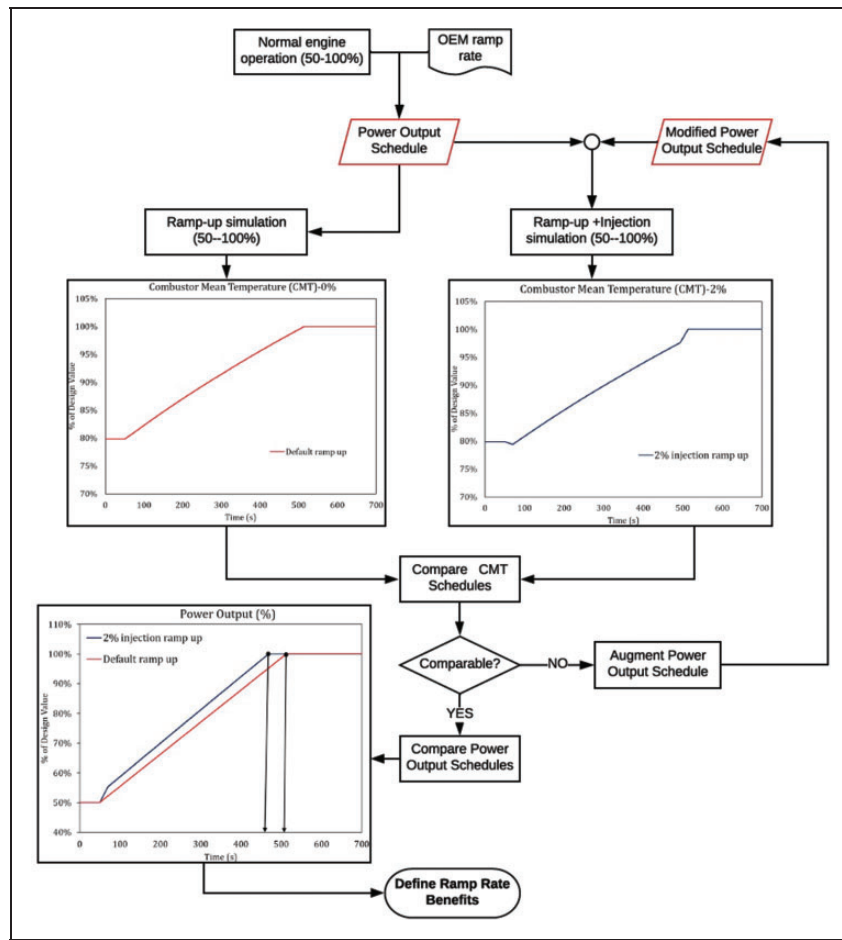 Normal engine
operation (50-100%)
OEM ramp
rate
Power Output
Schedule
Modified Power
Output Schedule
Ramp-up simulation
(50--100%)
Ramp-up +Injection
simulation (50--100%)
Combustor Mean Temperature (CMT)-0%
% of Design Value
105%
100%
95%
90%
85%
80%
75%
70%
Default ramp up
0 100 200 300 400 500 600 700
Time (s)
Combustor Mean Temperature (CMT)-2%
% of Design Value
105%
100%
95%
90%
85%
80%
75%
70%
2% injection ramp up
0 100 200 300 400 500 600 700
Time (s)
Compare CMT
Schedules
Comparable?
NO
Augment Power
Output Schedule
YES
Compare Power
Output Schedules
Power Output (%)
% of Design Value
110%
100%
90%
80%
70%
60%
50%
40%
2% injection ramp up
Default ramp up
0 100 200 300 400 500 600 700
Time (s)
Define Ramp Rate
Benefits